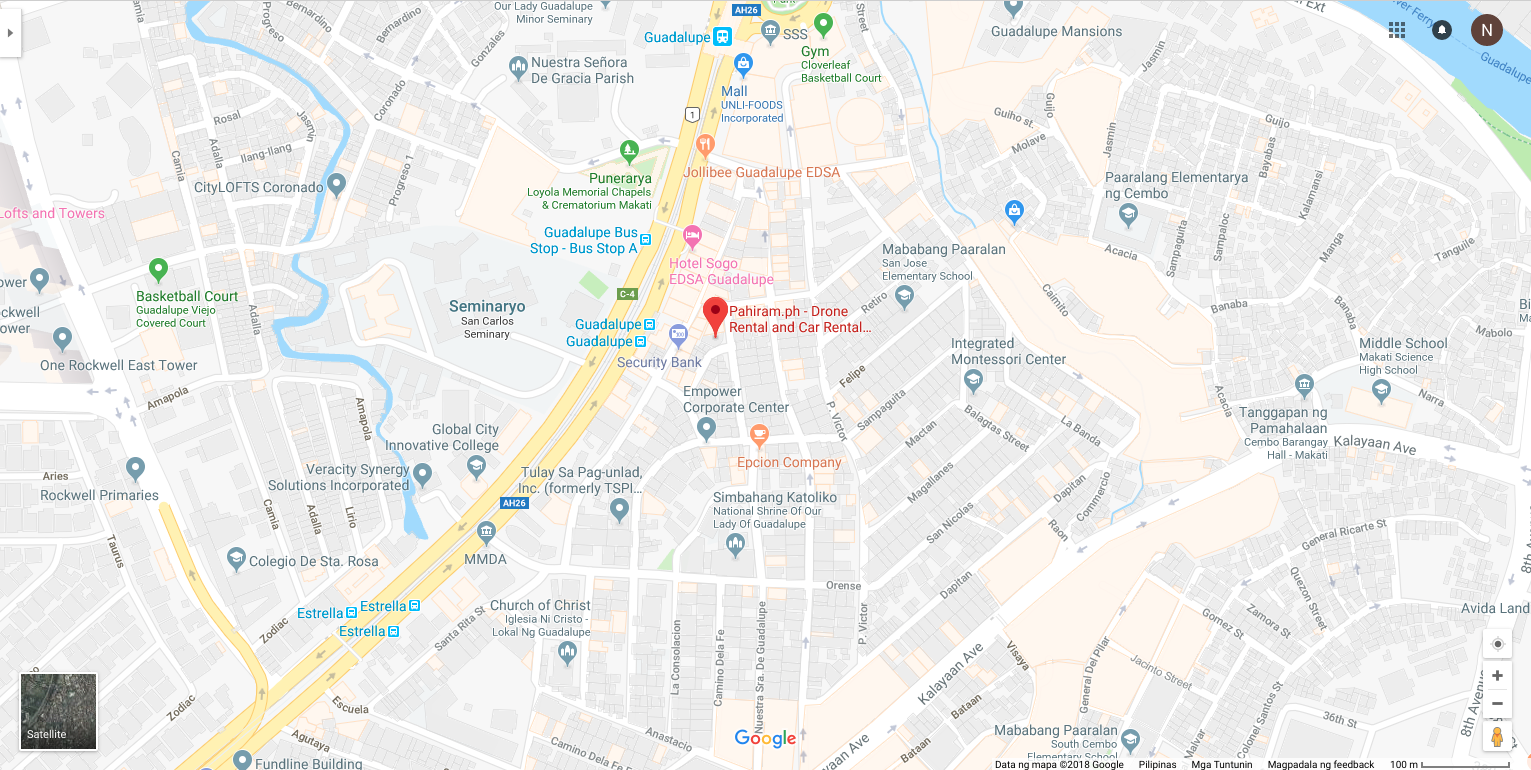 Our Lady Guadalupe
Minor Seminary
AH26
Park
River Ferry
Ext
Guadalupe
Progreso
Bernardino
Bernardino
Gonzales
Guadalupe
SSS
Gym
Cloverleaf
Basketball Court
Guadalupe Mansions
N
Nuestra Señora
De Gracia Parish
Mall
UNLI-FOODS
Incorporated
1
Jasmin
Coronado
Rosal
Jasmin
Ilang-Ilang
Camia
Adalla
Progreso 1
Guiho st.
Guijo
Molave
Jasmin
Guijo
Bayabas
Kalamansi
CityLOFTS Coronado
Punerarya
Loyola Memorial Chapels
& Crematorium Makati
Jollibee Guadalupe EDSA
Paaralang Elementarya
ng Cembo
Lofts and Towers
Guadalupe Bus
Stop - Bus Stop A
Hotel Sogo
EDSA Guadalupe
Mababang Paaralan
San Jose
Elementary School
Acacia
Sampaguita
Sampaloc
Manga
Tanguile
Basketball Court
Guadalupe Viejo
Covered Court
C-4
Seminaryo
San Carlos
Seminary
Pahiram.ph - Drone
Rental and Car Rental...
Retiro
Caimito
Banaba
Banaba
Mabolo
Guadalupe
Guadalupe
Security Bank
One Rockwell East Tower
Integrated
Montessori Center
Middle School
Makati Science
High School
Felipe
Amapola
Amapola
Empower
Corporate Center
P. Victor
Sampaguita
Mactan
Balagtas Street
La Banda
Acacia
Narra
Tanggapan ng
Pamahalaan
Cembo Barangay
Hall - Makati
Kalayaan Ave
Global City
Innovative College
Epcion Company
Veracity Synergy
Solutions Incorporated
Tulay Sa Pag-unlad,
Inc. (formerly TSPI...
AH26
Magallanes
Dapitan
Commercio
Aries
Rockwell Primaries
Camia
Adalla
Lirio
Simbahang Katoliko
National Shrine Of Our
Lady Of Guadalupe
San Nicolas
Raon
General Ricarte St
8th Avenue
Taurus
Colegio De Sta. Rosa
MMDA
Orense
Dapitan
Quezon Street
Zamora St
Gomez St
Avida Land
Estrella
Estrella
Estrella
Zodiac
Santa Rita St
Church of Christ
Iglesia Ni Cristo -
Lokal Ng Guadalupe
La Consolacion
Camino Dela Fe
Nuestra Sra. De Guadalupe
P. Victor
Kalayaan Ave
Visaya
General Del Pilar
Jacinto Street
Satellite
Zodiac
Escuela
Agutaya
Fundline Building
Camino Dela Fe
Anastacio
Google
Kalayaan Ave
Bataan
Bataan
Mababang Paaralan
South Cembo
Elementary School
Malvar
Colonel Santos St
36th St
8th Avenue
Data ng mapa ©2018 Google Pilipinas Mga Tuntunin Magpadala ng feedback 100 m